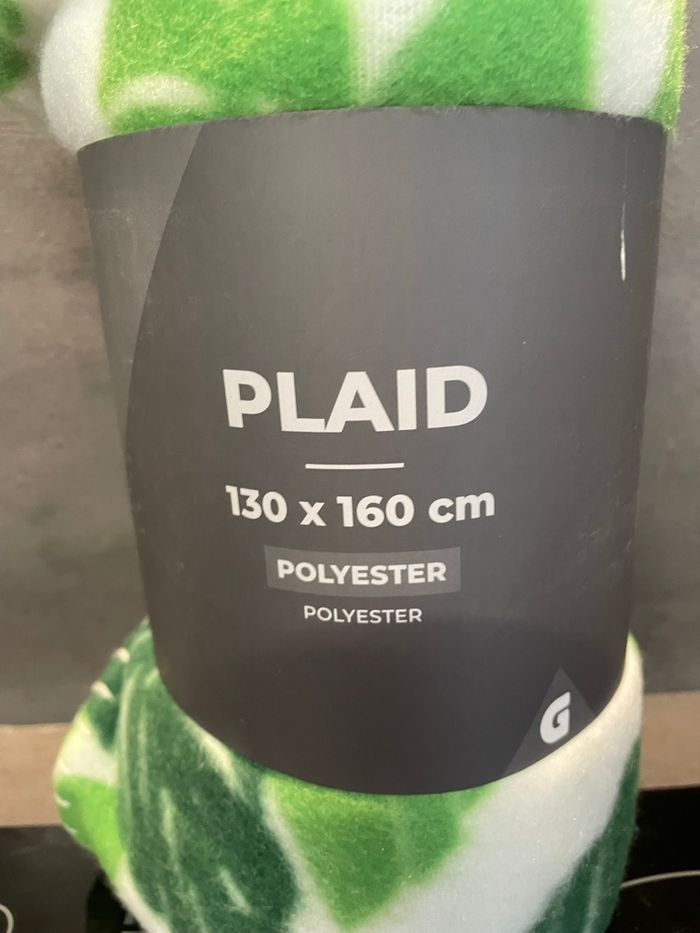 PLAID
130 x 160 cm
POLYESTER
POLYESTER
G